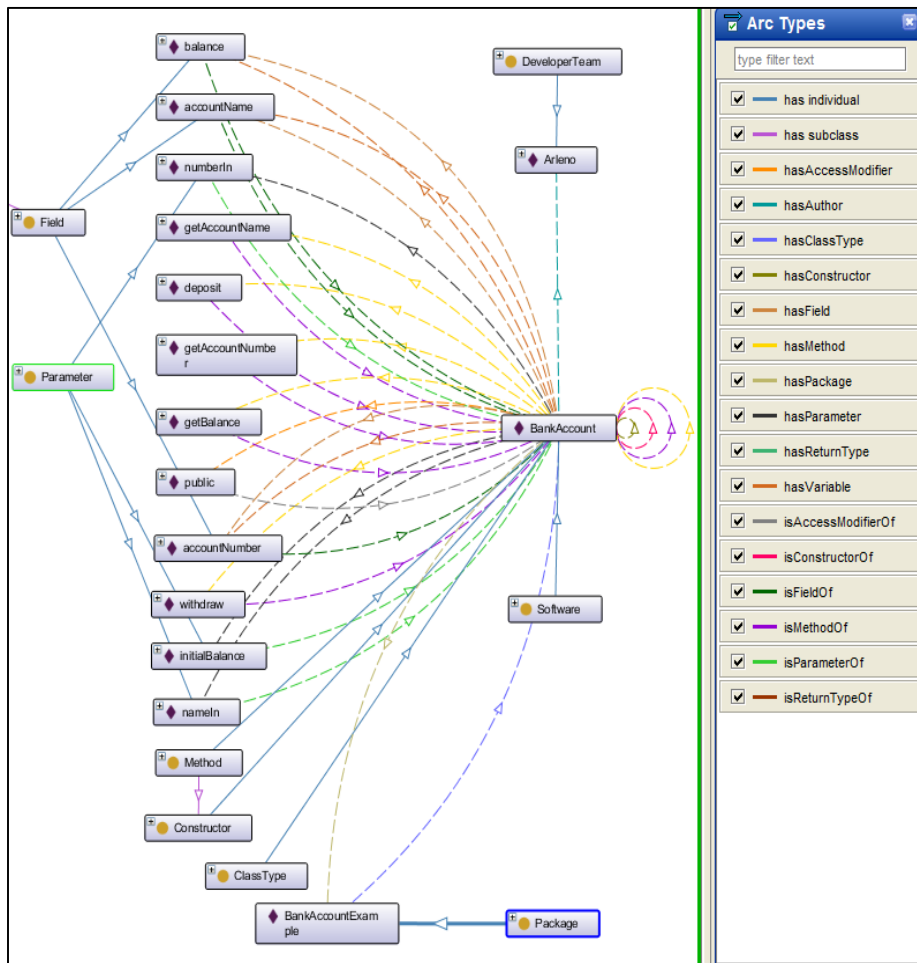 balance
accountName
numberIn
getAccountName
deposit
getAccountNumbe
r
getBalance
public
accountNumber
withdraw
initialBalance
nameIn
Method
Constructor
ClassType
BankAccountExam
ple
Package
Field
Parameter
DeveloperTeam
Arleno
BankAccount
Software
Arc Types
type filter text
has individual
has subclass
hasAccessModifier
hasAuthor
hasClassType
hasConstructor
hasField
hasMethod
hasPackage
hasParameter
hasReturnType
hasVariable
isAccessModifierOf
isConstructorOf
isFieldOf
isMethodOf
isParameterOf
isReturnTypeOf